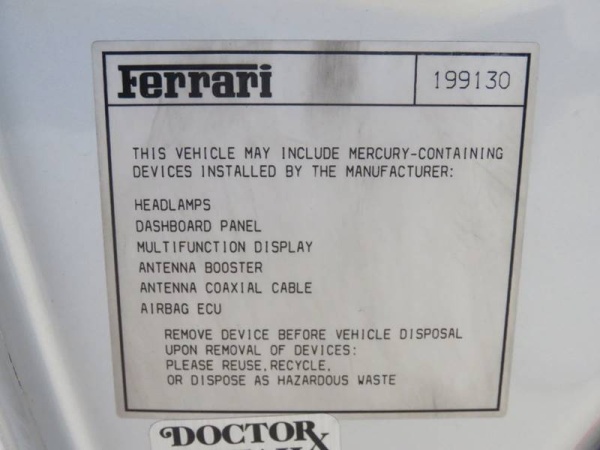 Ferrari 199130
THIS VEHICLE MAY INCLUDE MERCURY-CONTAINING
DEVICES INSTALLED BY THE MANUFACTURER:
HEADLAMPS
DASHBOARD PANEL
MULTIFUNCTION DISPLAY
ANTENNA BOOSTER
ANTENNA COAXIAL CABLE
AIRBAG ECU
REMOVE DEVICE BEFORE VEHICLE DISPOSAL
UPON REMOVAL OF DEVICES:
PLEASE REUSE, RECYCLE,
OR DISPOSE AS HAZARDOUS WASTE
DOCTOR